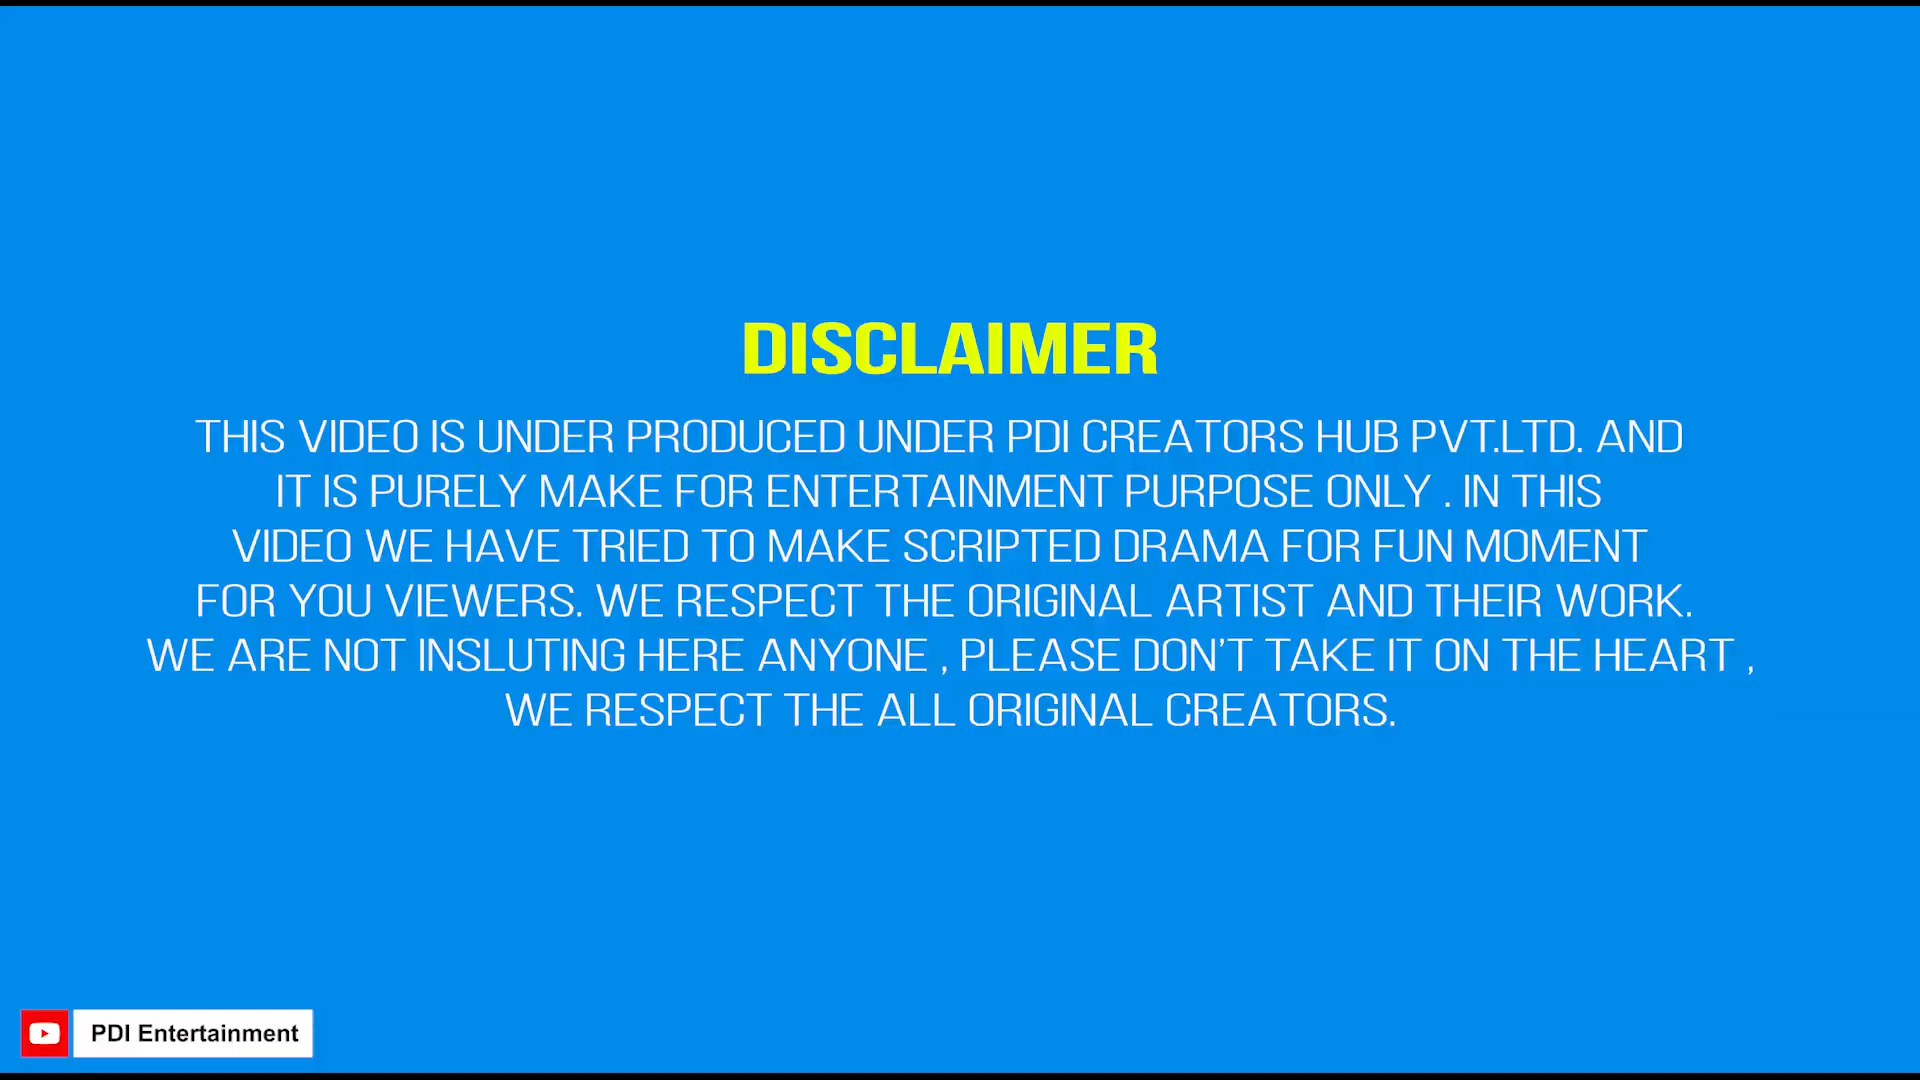 DISCLAIMER
THIS VIDEO IS UNDER PRODUCED UNDER PDI CREATORS HUB PVT.LTD. AND
IT IS PURELY MAKE FOR ENTERTAINMENT PURPOSE ONLY . IN THIS
VIDEO WE HAVE TRIED TO MAKE SCRIPTED DRAMA FOR FUN MOMENT
FOR YOU VIEWERS. WE RESPECT THE ORIGINAL ARTIST AND THEIR WORK.
WE ARE NOT INSLUTING HERE ANYONE , PLEASE DON'T TAKE IT ON THE HEART ,
WE RESPECT THE ALL ORIGINAL CREATORS.
PDI Entertainment